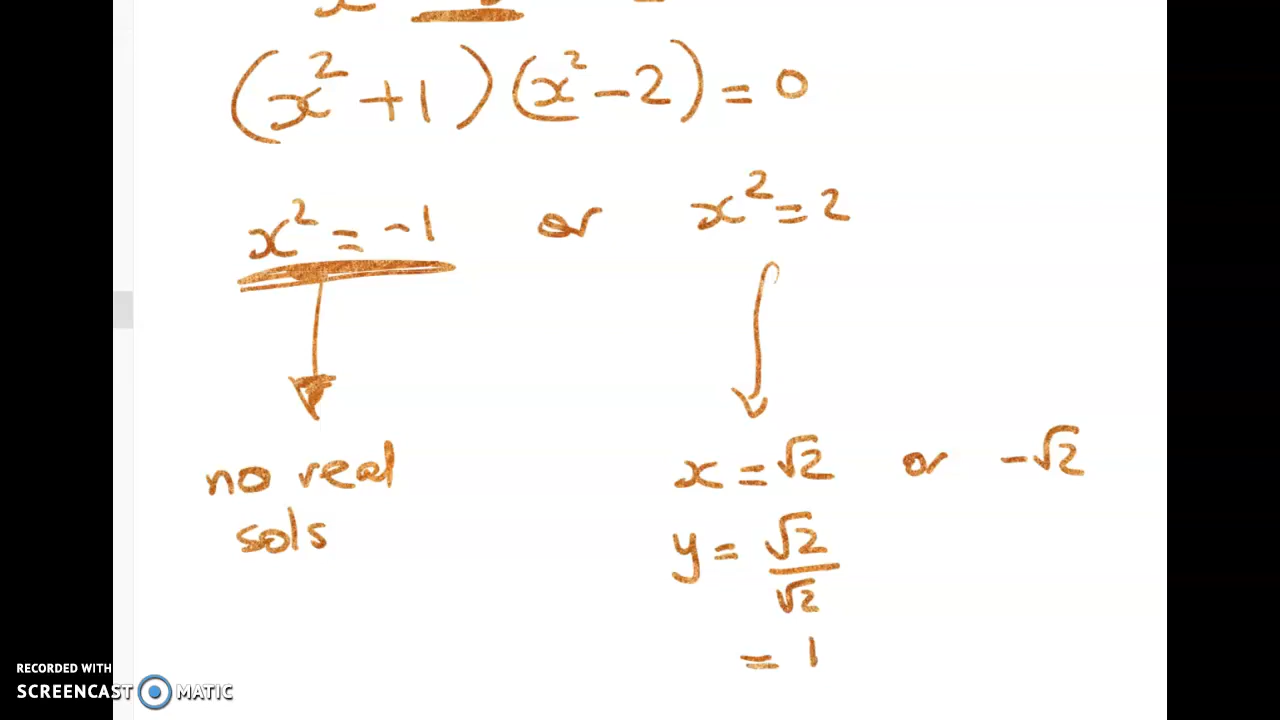 (x² + 1)(x² − 2) = 0
x² = −1 or x² = 2
no real
sols
x = √2 or −√2
y = √2/√2
= 1
RECORDED WITH
SCREENCAST MATIC